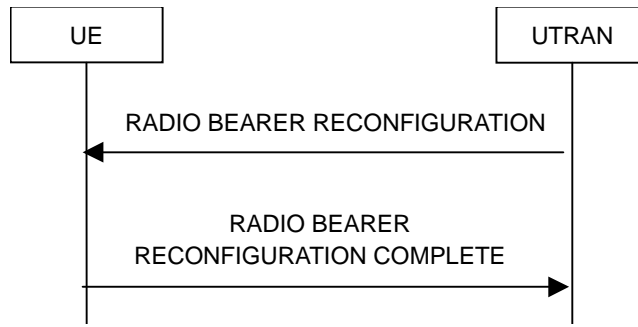 UE
UTRAN
RADIO BEARER RECONFIGURATION
RADIO BEARER
RECONFIGURATION COMPLETE